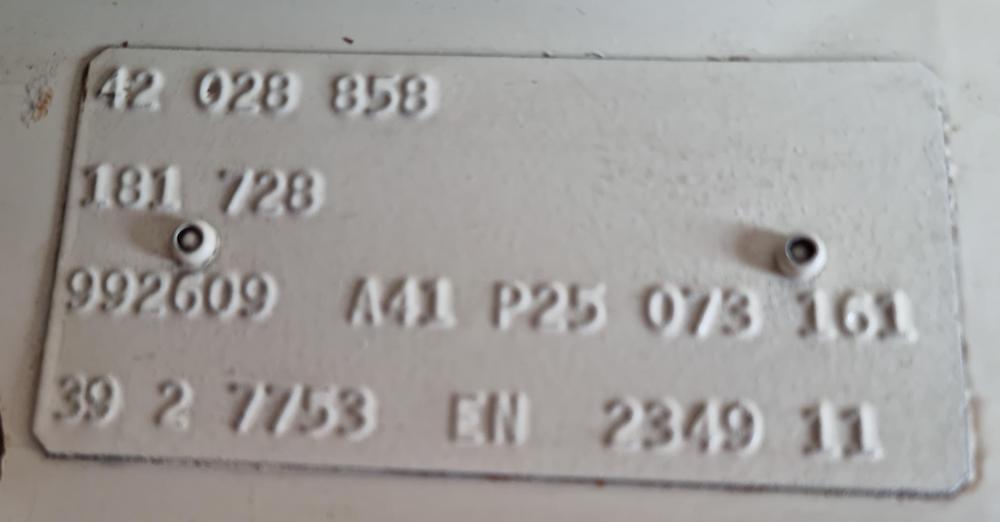 42 028 858
181 728
992609 A41 P25 073 161
39 2 7753 EN 2349 11